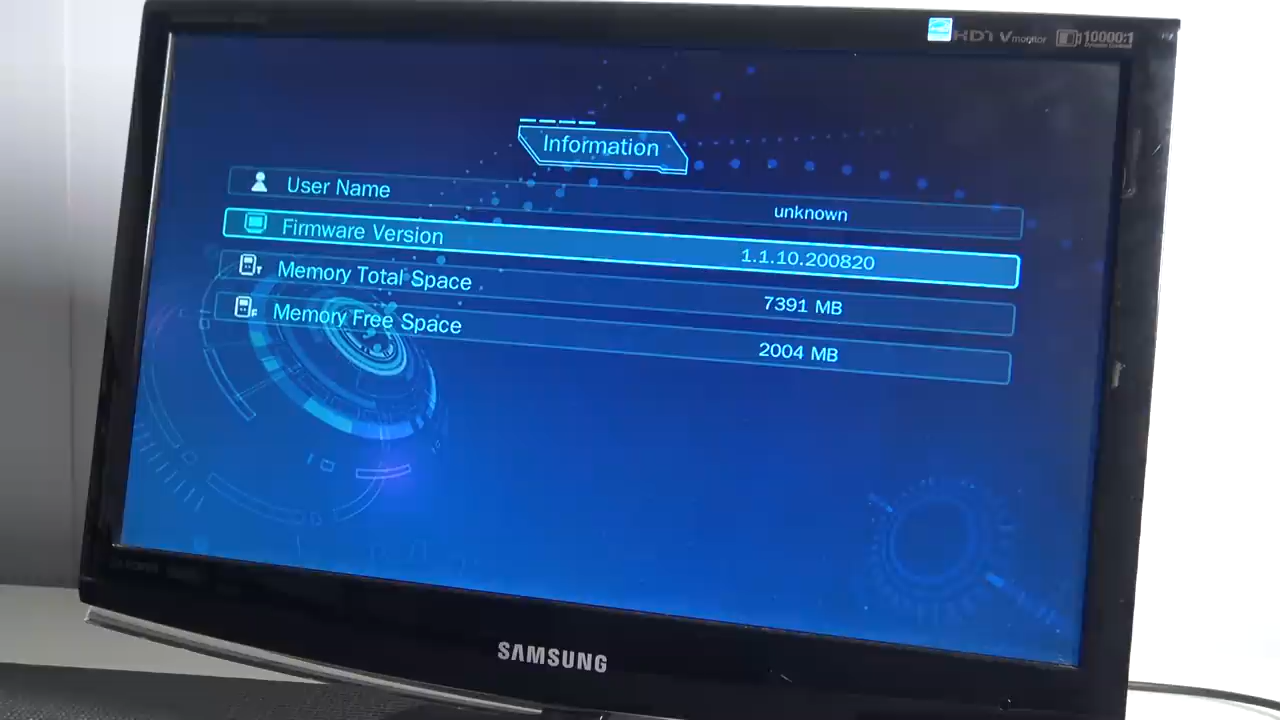 HD1 Vmonitor
10000:1
Information
User Name unknown
Firmware Version 1.1.10.200820
Memory Total Space 7391 MB
Memory Free Space 2004 MB
SAMSUNG